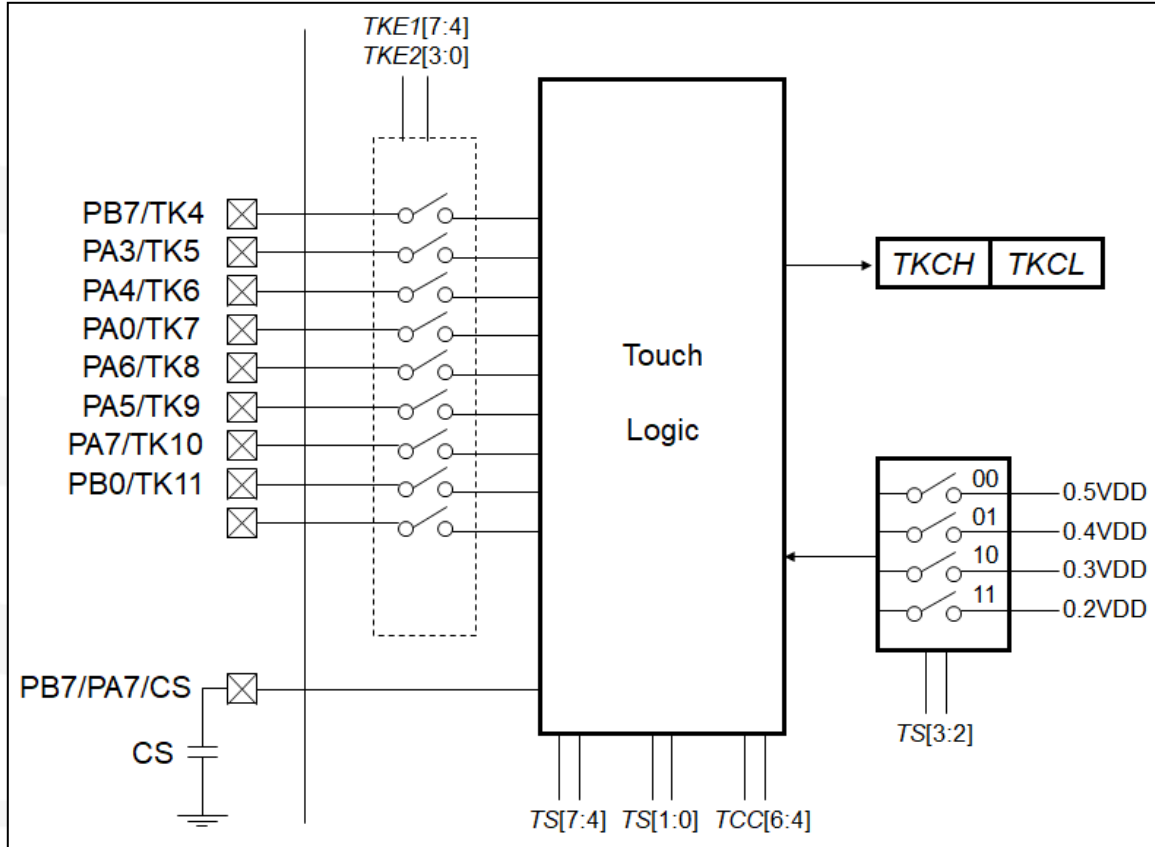 TKE1[7:4]
TKE2[3:0]
PB7/TK4
PA3/TK5
PA4/TK6
PA0/TK7
PA6/TK8
PA5/TK9
PA7/TK10
PB0/TK11
PB7/PA7/CS
CS
Touch
Logic
TKCH TKCL
00 0.5VDD
01 0.4VDD
10 0.3VDD
11 0.2VDD
TS[3:2]
TS[7:4] TS[1:0] TCC[6:4]